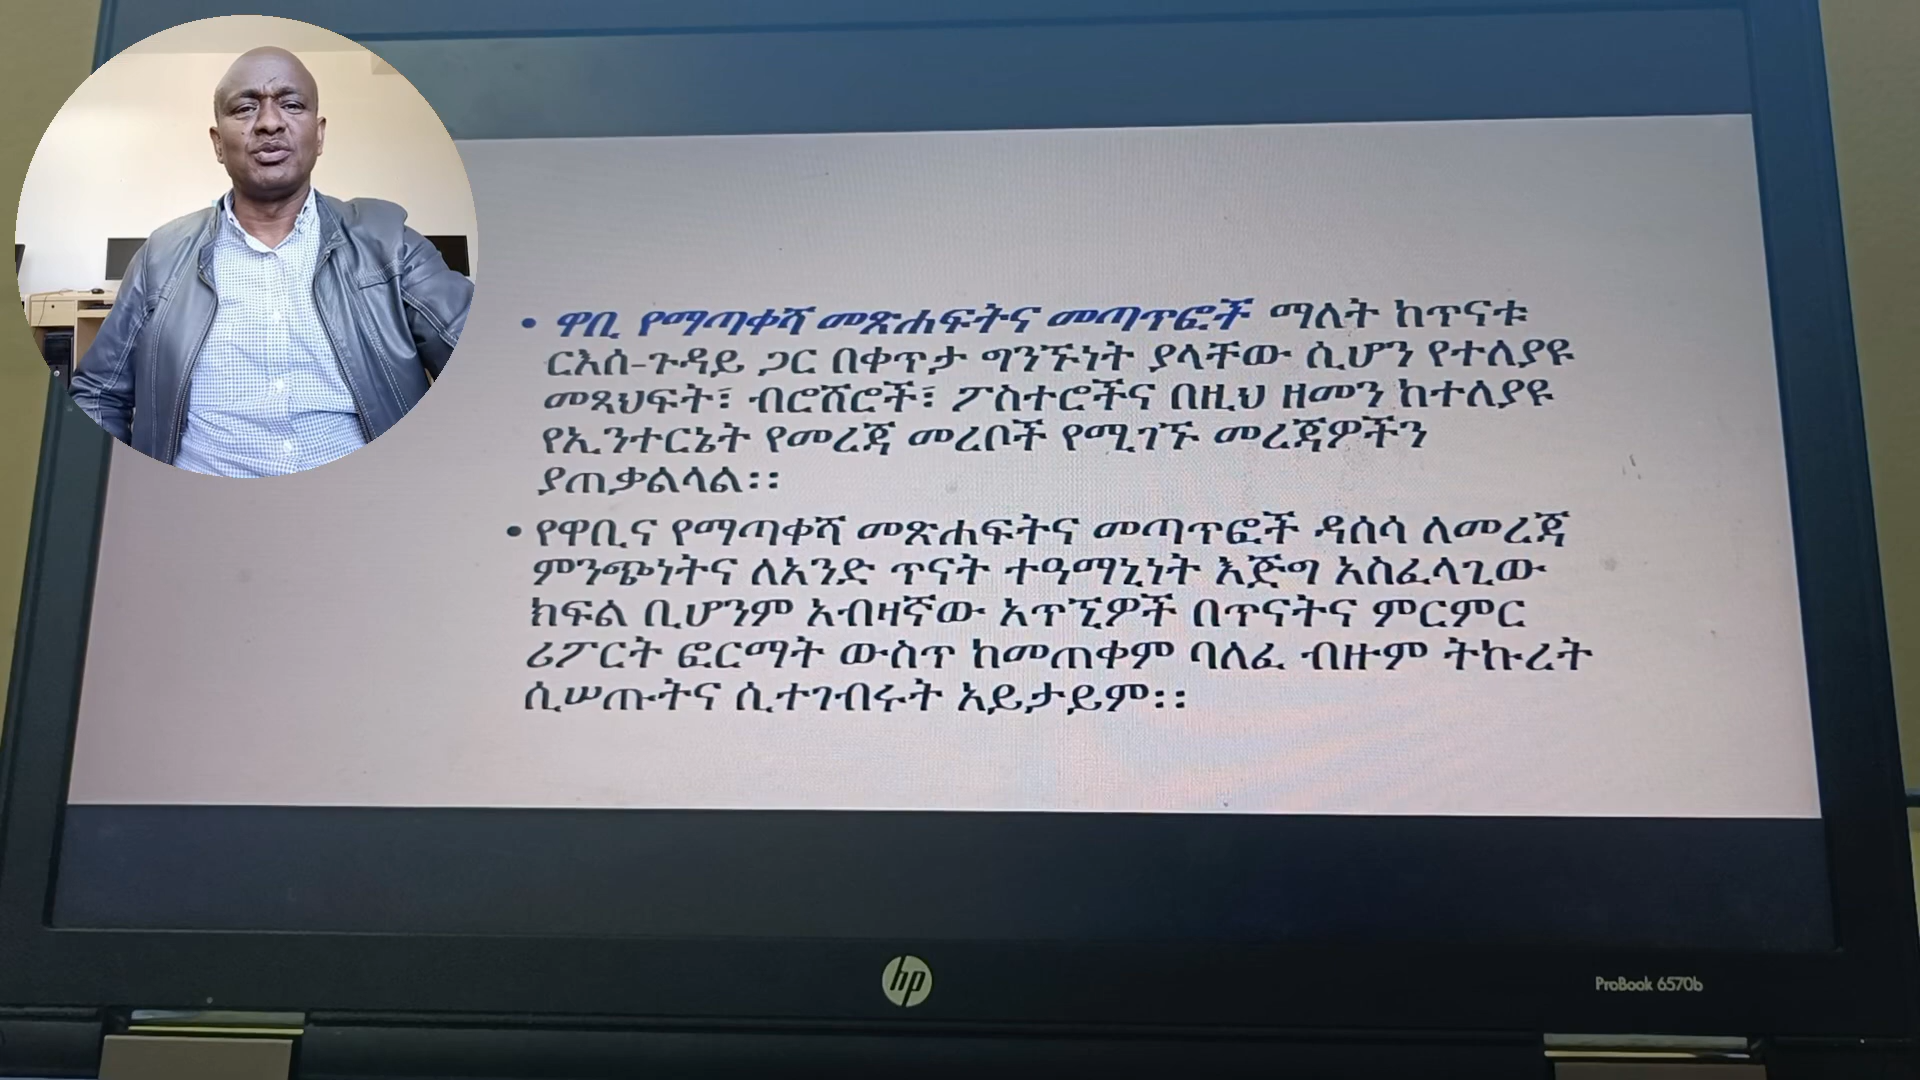 • ዋቢ የማጣቀሻ መጽሐፍትና መጣጥፎች ማለት ከጥናቱ
ርእሰ-ጉዳይ ጋር በቀጥታ ግንኙነት ያላቸው ሲሆን የተለያዩ
መጻህፍት፣ ብሮሸሮች፣ ፖስተሮችና በዚህ ዘመን ከተለያዩ
የኢንተርኔት የመረጃ መረቦች የሚገኙ መረጃዎችን
ያጠቃልላል፡፡
• የዋቢና የማጣቀሻ መጽሐፍትና መጣጥፎች ዳሰሳ ለመረጃ
ምንጭነትና ለአንድ ጥናት ተዓማኒነት እጅግ አስፈላጊው
ክፍል ቢሆንም አብዛኛው አጥኚዎች በጥናትና ምርምር
ሪፖርት ፎርማት ውስጥ ከመጠቀም ባለፈ ብዙም ትኩረት
ሲሠጡትና ሲተገብሩት አይታይም፡፡
hp
ProBook 6570b